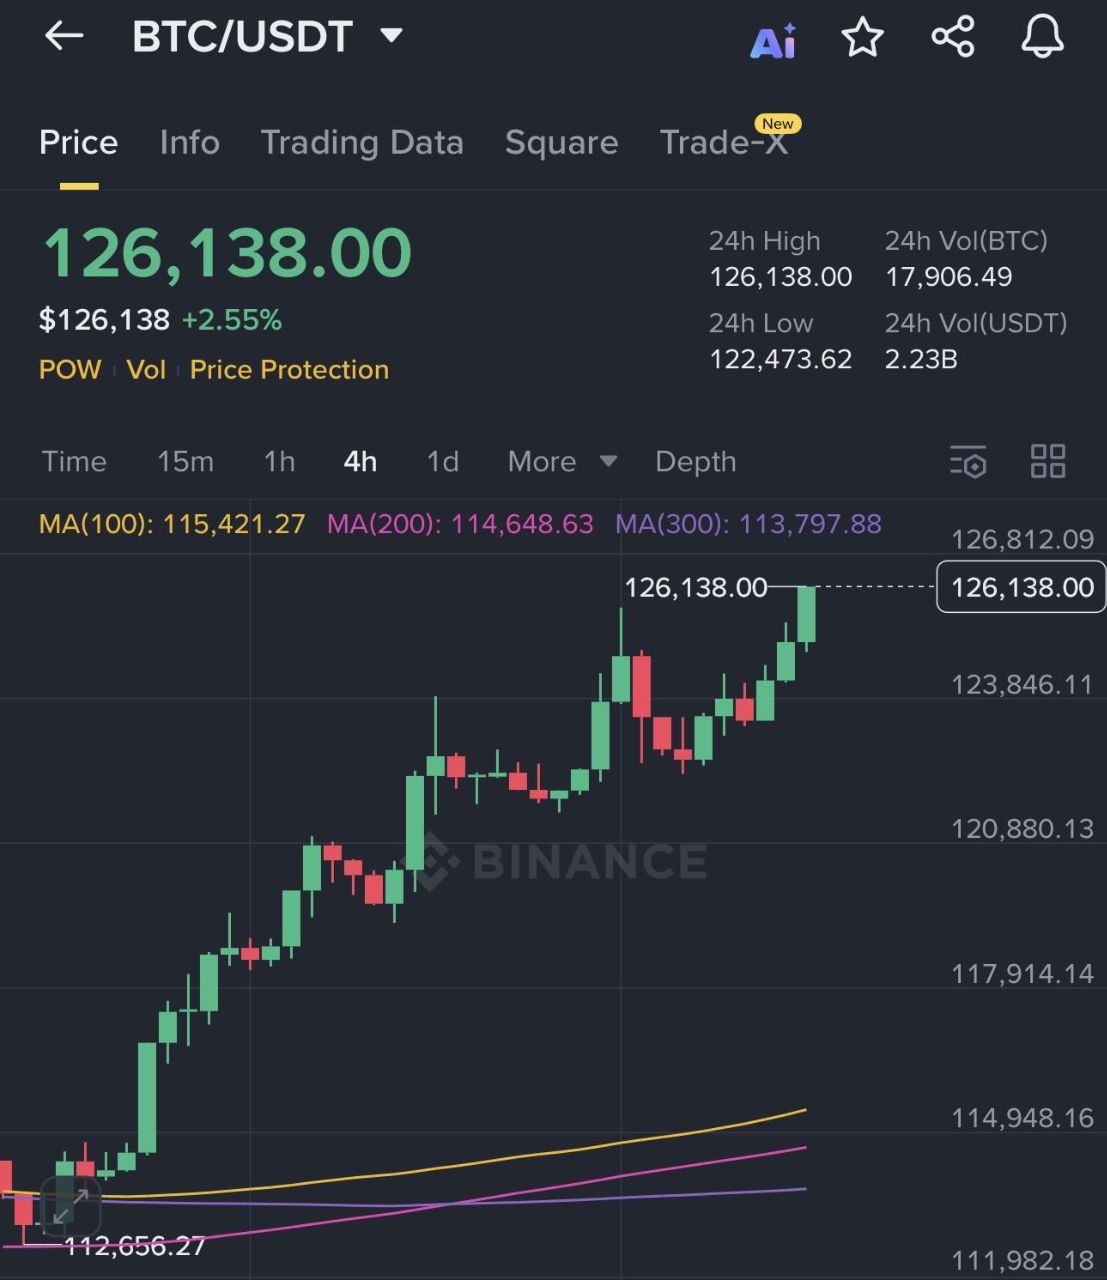 BTC/USDT
Ai
Price Info Trading Data Square Trade-X New
126,138.00
$126,138 +2.55%
POW Vol Price Protection
24h High 24h Vol(BTC)
126,138.00 17,906.49
24h Low 24h Vol(USDT)
122,473.62 2.23B
Time 15m 1h 4h 1d More Depth
MA(100): 115,421.27 MA(200): 114,648.63 MA(300): 113,797.88
126,812.09
126,138.00 126,138.00
123,846.11
120,880.13
BINANCE
117,914.14
114,948.16
112,656.27
111,982.18